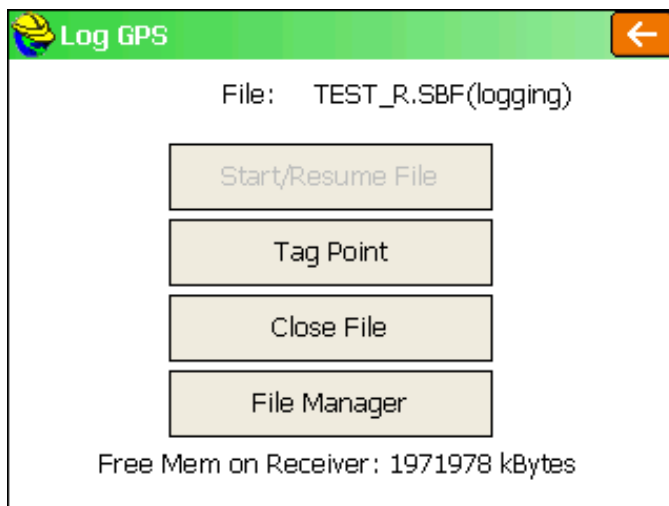 Log GPS
File: TEST_R.SBF(logging)
Start/Resume File
Tag Point
Close File
File Manager
Free Mem on Receiver: 1971978 kBytes